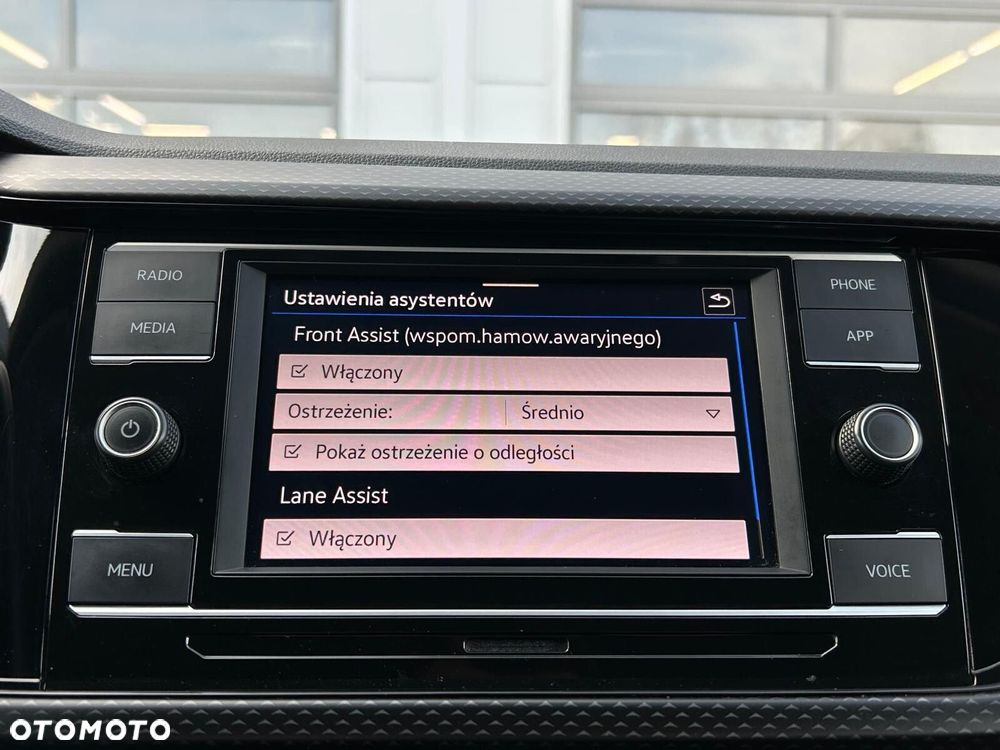 RADIO
MEDIA
MENU
Ustawienia asystentów
Front Assist (wspom.hamow.awaryjnego)
Włączony
Ostrzeżenie: Średnio
Pokaż ostrzeżenie o odległości
Lane Assist
Włączony
PHONE
APP
VOICE
OTOMOTO